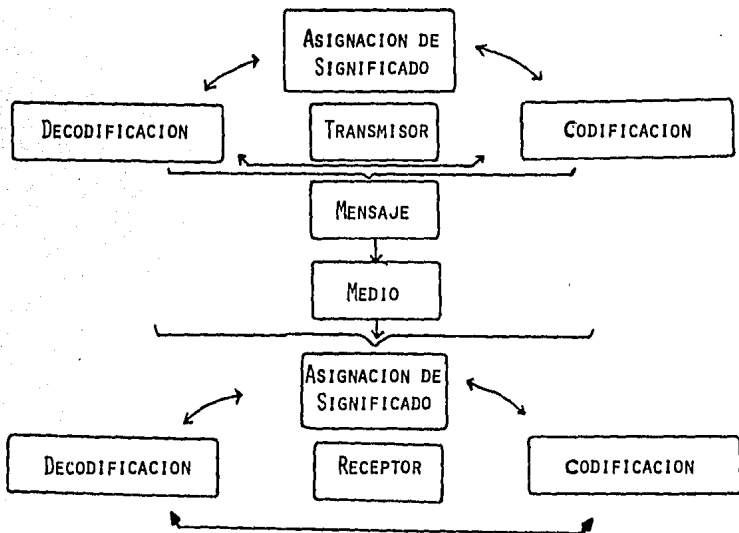 ASIGNACION DE
SIGNIFICADO
DECODIFICACION
TRANSMISOR
CODIFICACION
MENSAJE
MEDIO
ASIGNACION DE
SIGNIFICADO
DECODIFICACION
RECEPTOR
CODIFICACION